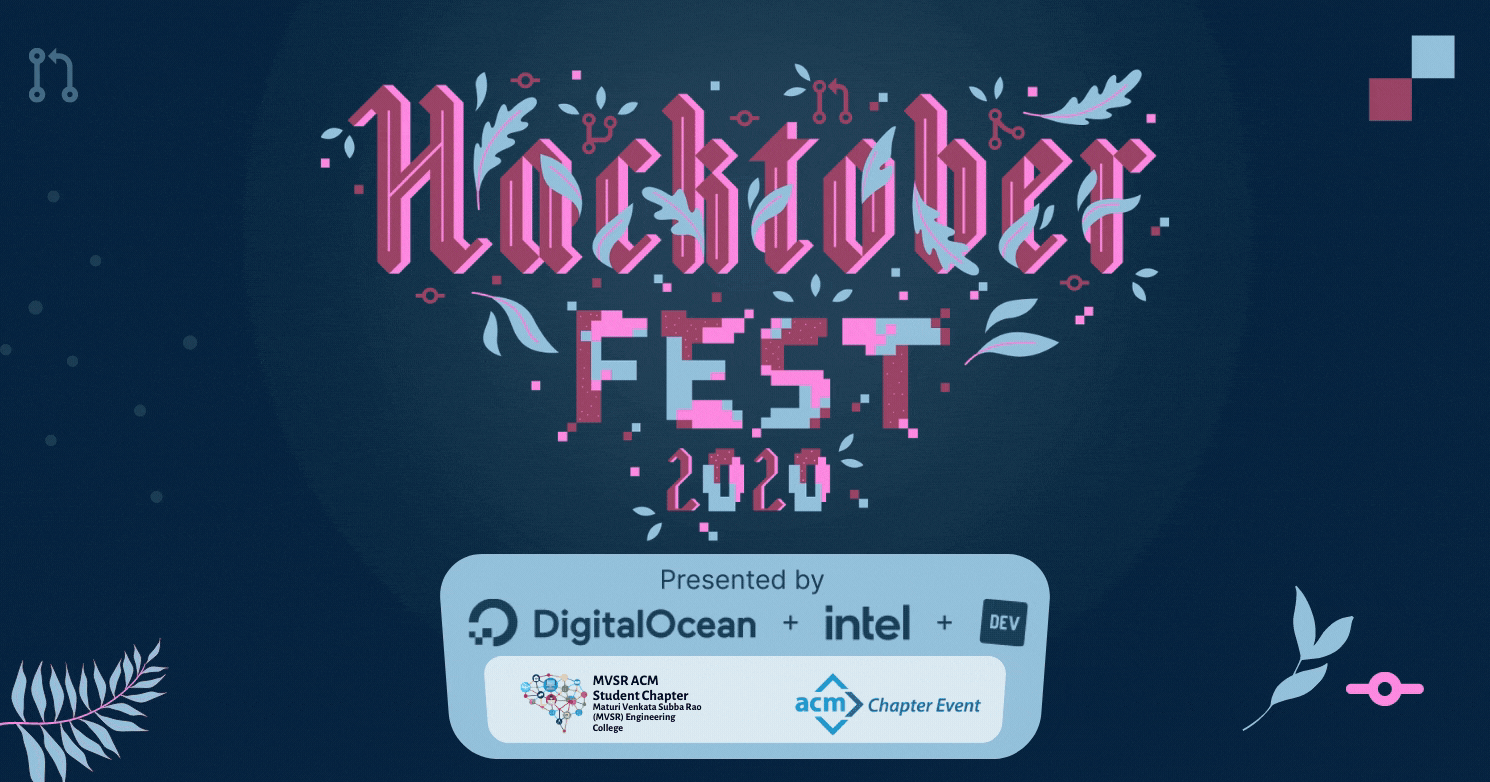 Hacktober
FEST
2020
Presented by
DigitalOcean + intel + DEV
MVSR ACM
Student Chapter
Maturi Venkata Subba Rao
(MVSR) Engineering
College
acm Chapter Event